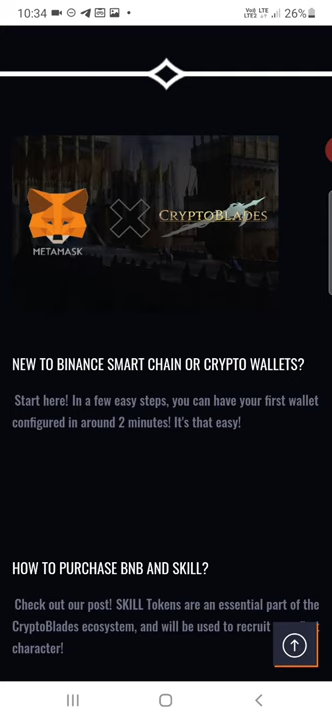 10:34
Vo) LTE
LTE2
26%
METAMASK
CRYPTOBLADES
NEW TO BINANCE SMART CHAIN OR CRYPTO WALLETS?
Start here! In a few easy steps, you can have your first wallet
configured in around 2 minutes! It's that easy!
HOW TO PURCHASE BNB AND SKILL?
Check out our post! SKILL Tokens are an essential part of the
CryptoBlades ecosystem, and will be used to recruit
character!